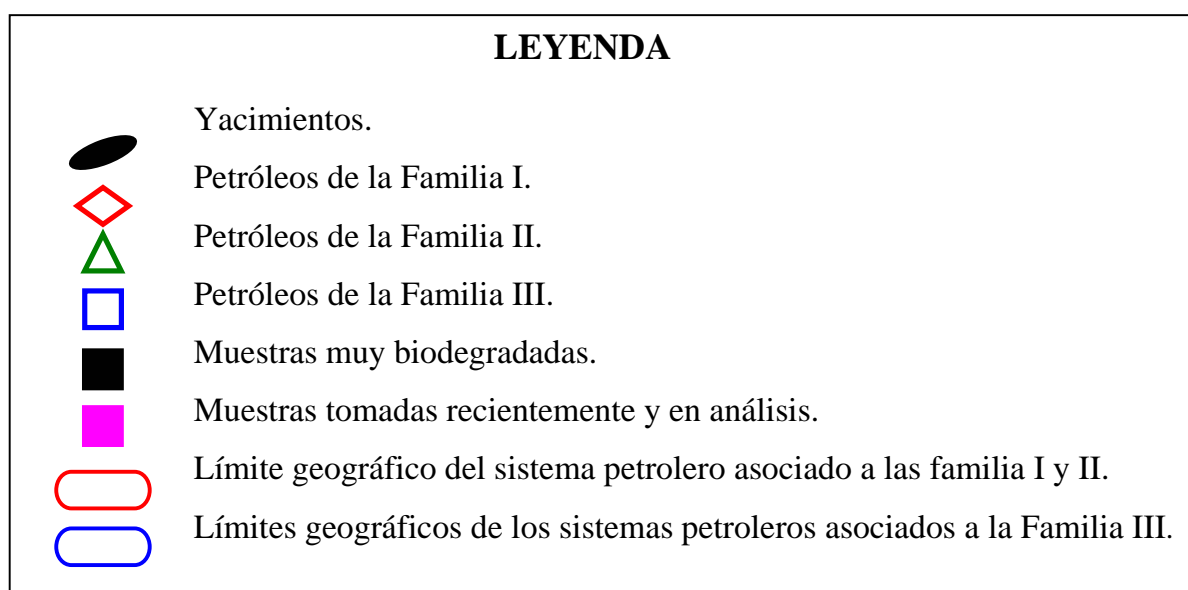 LEYENDA
Yacimientos.
Petróleos de la Familia I.
Petróleos de la Familia II.
Petróleos de la Familia III.
Muestras muy biodegradadas.
Muestras tomadas recientemente y en análisis.
Límite geográfico del sistema petrolero asociado a las familia I y II.
Límites geográficos de los sistemas petroleros asociados a la Familia III.